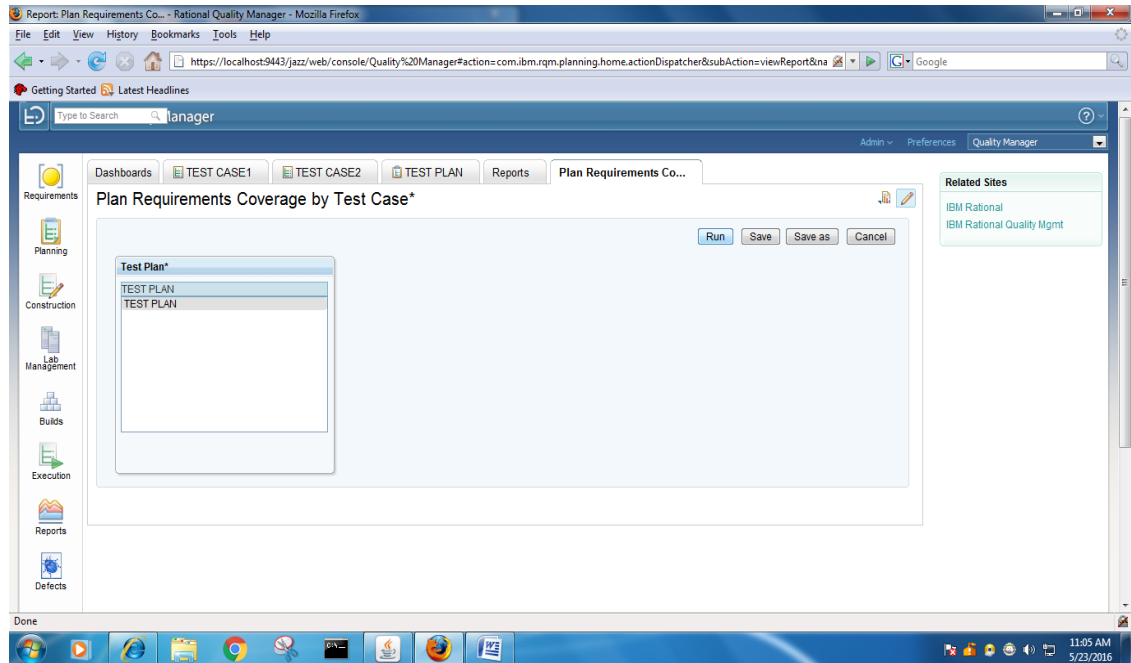 Report: Plan Requirements Co... - Rational Quality Manager - Mozilla Firefox
File Edit View History Bookmarks Tools Help
https://localhost:9443/jazz/web/console/Quality%20Manager#action=com.ibm.rqm.planning.home.actionDispatcher&subAction=viewReport&na
G Google
Getting Started Latest Headlines
Type to Search Manager
Admin Preferences Quality Manager
Dashboards TEST CASE1 TEST CASE2 TEST PLAN Reports Plan Requirements Co...
Plan Requirements Coverage by Test Case*
Run Save Save as Cancel
Test Plan*
TEST PLAN
TEST PLAN
Requirements
Planning
Construction
Lab
Management
Builds
Execution
Reports
Defects
Related Sites
IBM Rational
IBM Rational Quality Mgmt
Done
11:05 AM
5/23/2016